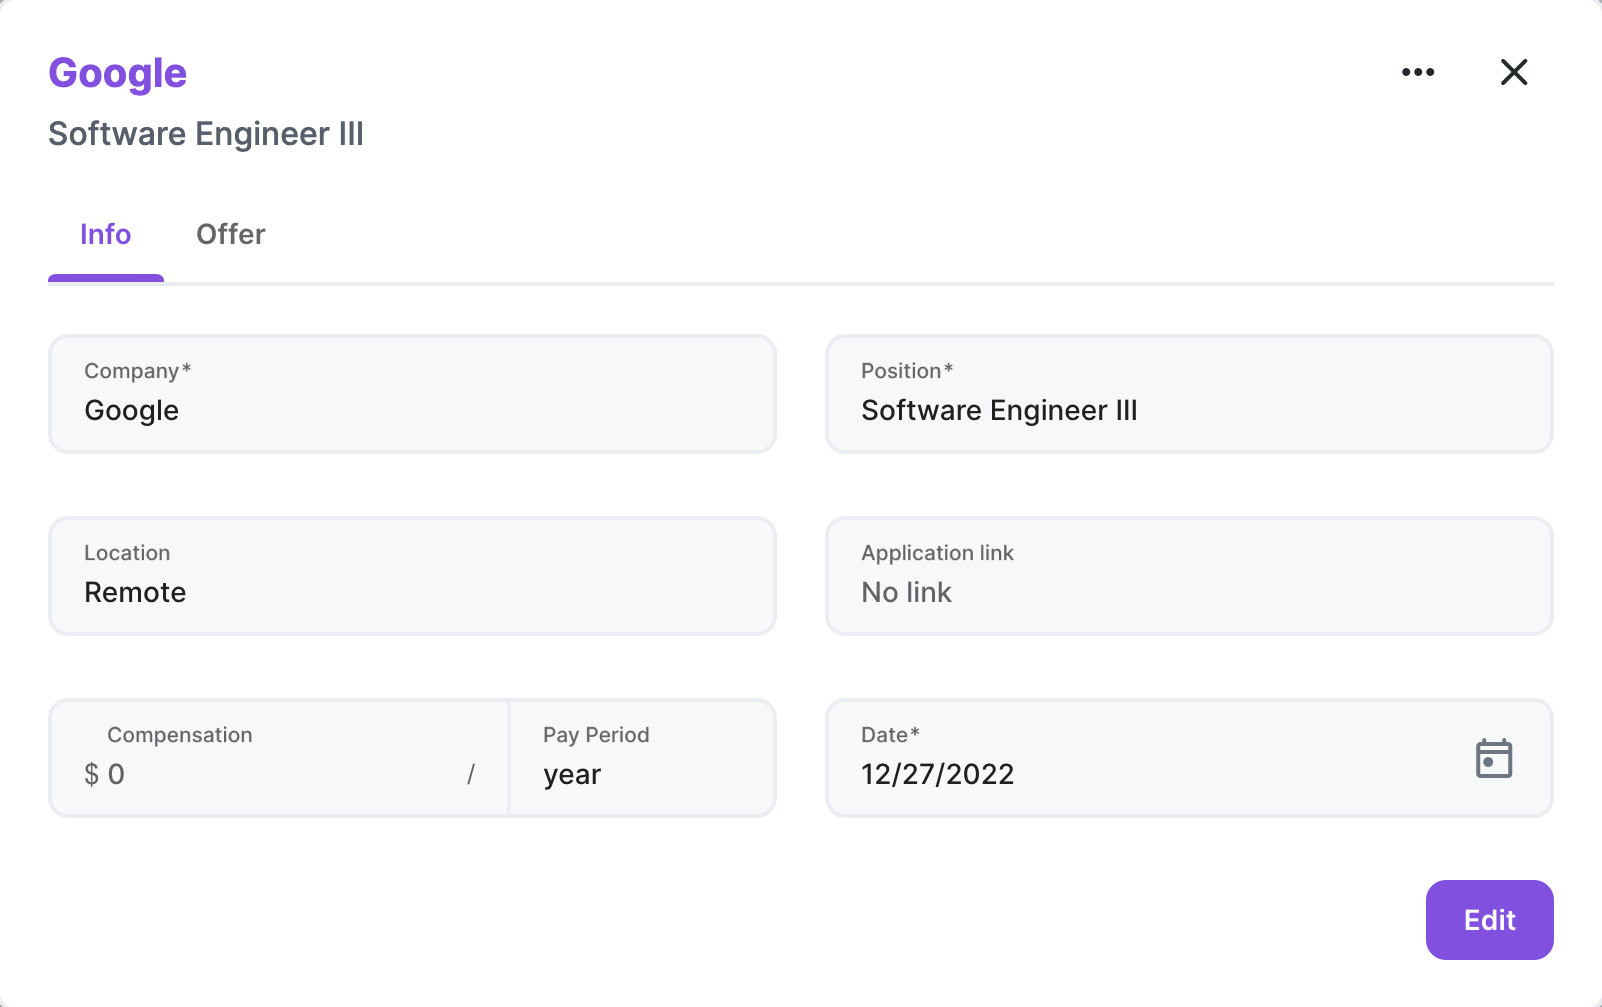 Google
Software Engineer III
Info Offer
Company*
Google
Position*
Software Engineer III
Location
Remote
Application link
No link
Compensation
$ 0 /
Pay Period
year
Date*
12/27/2022
Edit